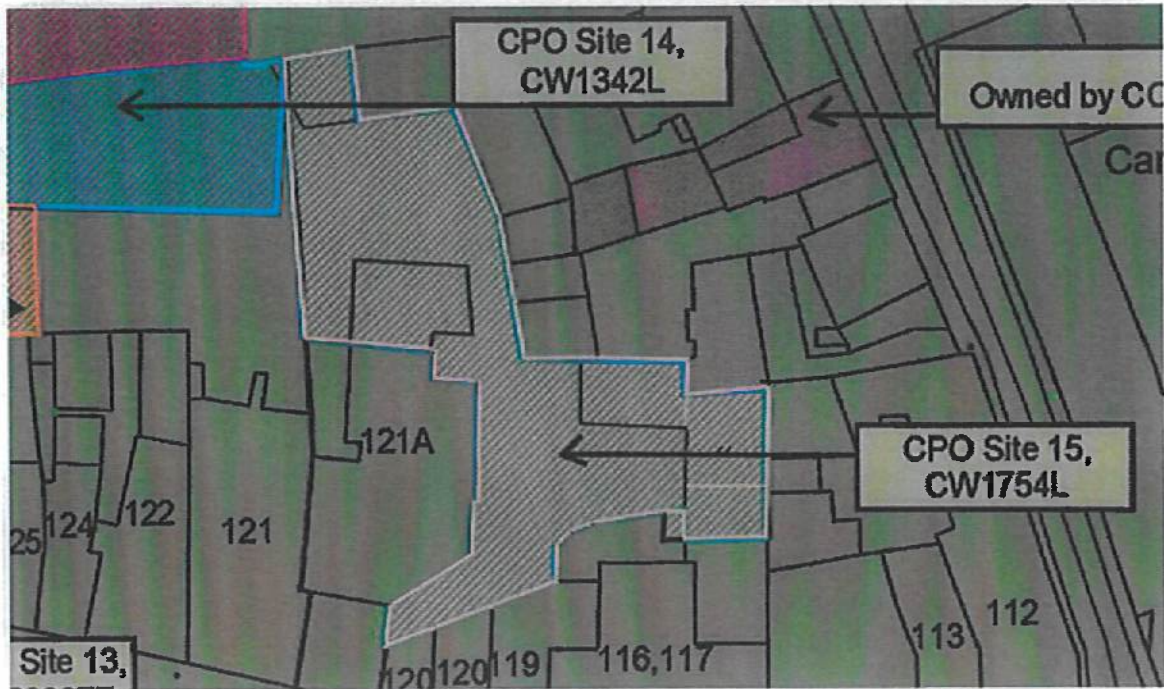 CPO Site 14,
CW1342L
Owned by CC
Car
121A
CPO Site 15,
CW1754L
25
124
122
121
113
112
Site 13,
120
120
119
116,117